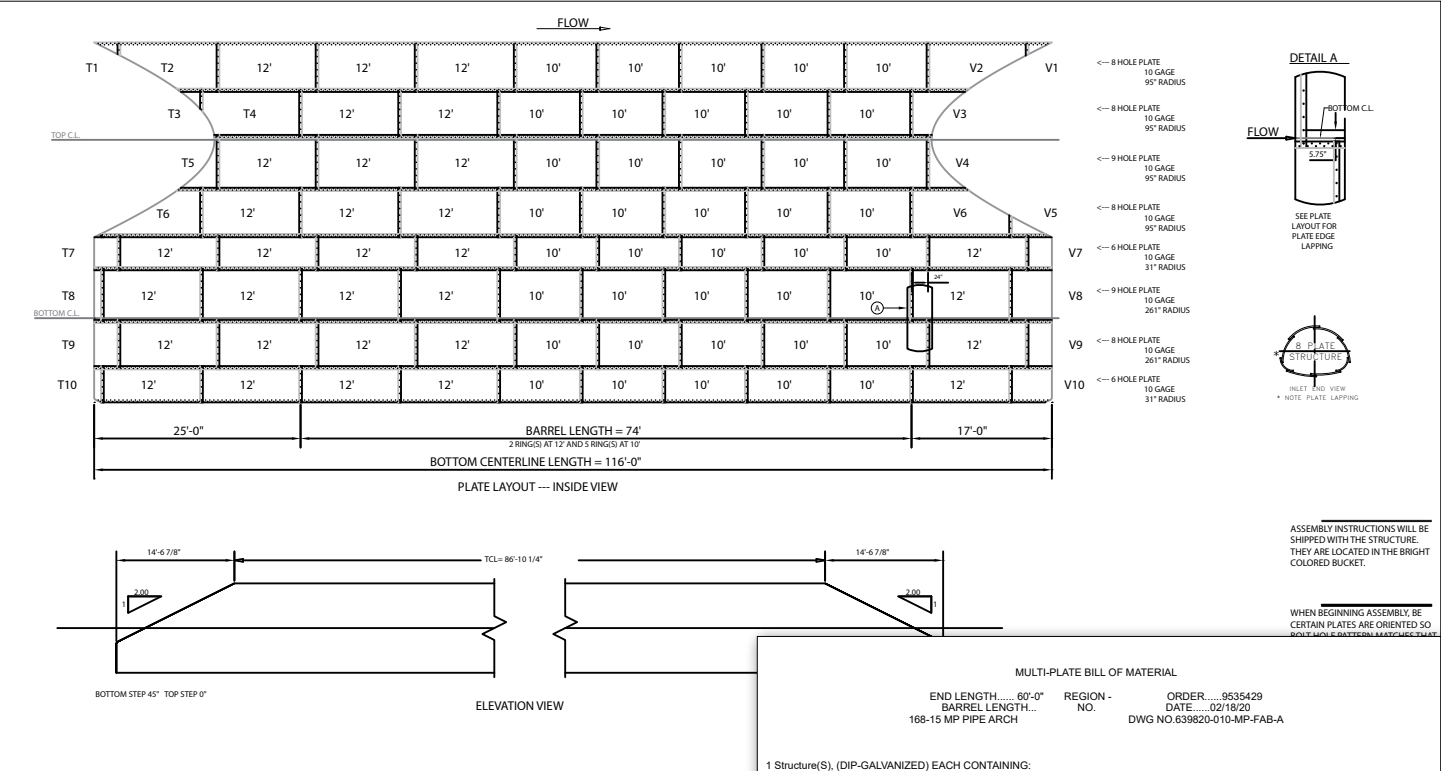 FLOW
T1 T2 12' 12' 12' 10' 10' 10' 10' 10' V2 V1
<--- 8 HOLE PLATE
10 GAGE
95" RADIUS
T3 T4 12' 12' 10' 10' 10' 10' 10' V3
<--- 8 HOLE PLATE
10 GAGE
95" RADIUS
TOP C.L.
T5 12' 12' 12' 10' 10' 10' 10' 10' V4
<--- 9 HOLE PLATE
10 GAGE
95" RADIUS
T6 12' 12' 12' 10' 10' 10' 10' 10' V6 V5
<--- 8 HOLE PLATE
10 GAGE
95" RADIUS
T7 12' 12' 12' 10' 10' 10' 10' 10' 12' V7
<--- 6 HOLE PLATE
10 GAGE
31" RADIUS
T8 12' 12' 12' 10' 10' 10' 10' 10' 12' V8
24"
A
<--- 9 HOLE PLATE
10 GAGE
261" RADIUS
BOTTOM C.L.
T9 12' 12' 12' 10' 10' 10' 10' 10' 12' V9
<--- 8 HOLE PLATE
10 GAGE
261" RADIUS
T10 12' 12' 12' 10' 10' 10' 10' 10' 12' V10
<--- 6 HOLE PLATE
10 GAGE
31" RADIUS
25'-0" BARREL LENGTH = 74' 17'-0"
2 RING(S) AT 12' AND 5 RING(S) AT 10'
BOTTOM CENTERLINE LENGTH = 116'-0"
PLATE LAYOUT --- INSIDE VIEW
DETAIL A
BOTTOM C.L.
FLOW
5.75"
SEE PLATE
LAYOUT FOR
PLATE EDGE
LAPPING
8 PLATE
STRUCTURE
*
INLET END VIEW
* NOTE PLATE LAPPING
14'-6 7/8" TCL= 86'-10 1/4" 14'-6 7/8"
2.00
1
2.00
1
BOTTOM STEP 45" TOP STEP 0"
ELEVATION VIEW
ASSEMBLY INSTRUCTIONS WILL BE
SHIPPED WITH THE STRUCTURE.
THEY ARE LOCATED IN THE BRIGHT
COLORED BUCKET.
WHEN BEGINNING ASSEMBLY, BE
CERTAIN PLATES ARE ORIENTED SO
BOLT HOLE PATTERN MATCHES THAT
MULTI-PLATE BILL OF MATERIAL
END LENGTH...... 60'-0" REGION - ORDER......9535429
BARREL LENGTH... NO. DATE......02/18/20
168-15 MP PIPE ARCH DWG NO.639820-010-MP-FAB-A
1 Structure(S), (DIP-GALVANIZED) EACH CONTAINING: